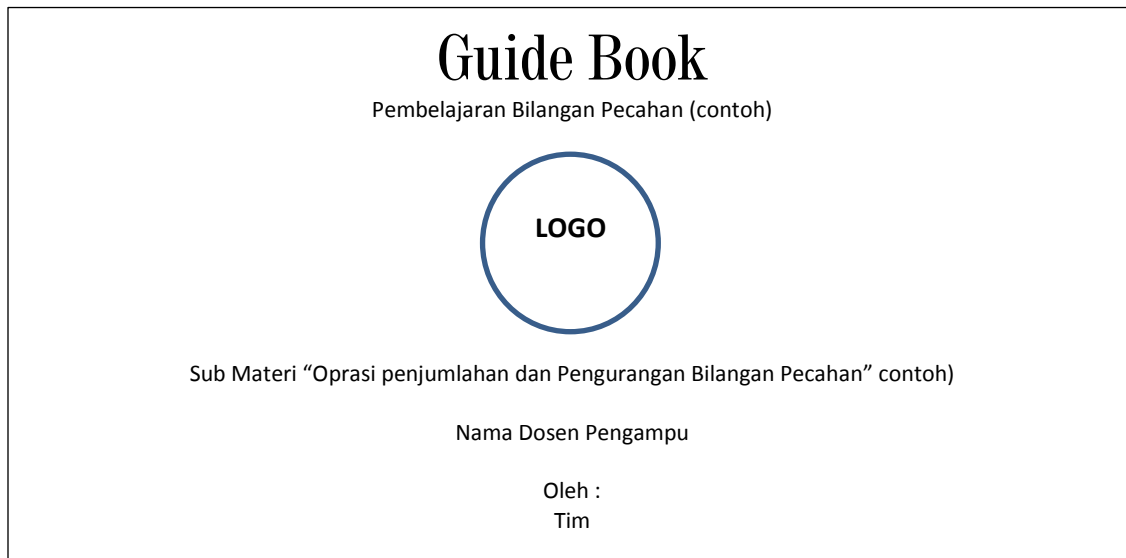 Guide Book
Pembelajaran Bilangan Pecahan (contoh)
LOGO
Sub Materi “Oprasi penjumlahan dan Pengurangan Bilangan Pecahan” contoh)
Nama Dosen Pengampu
Oleh :
Tim